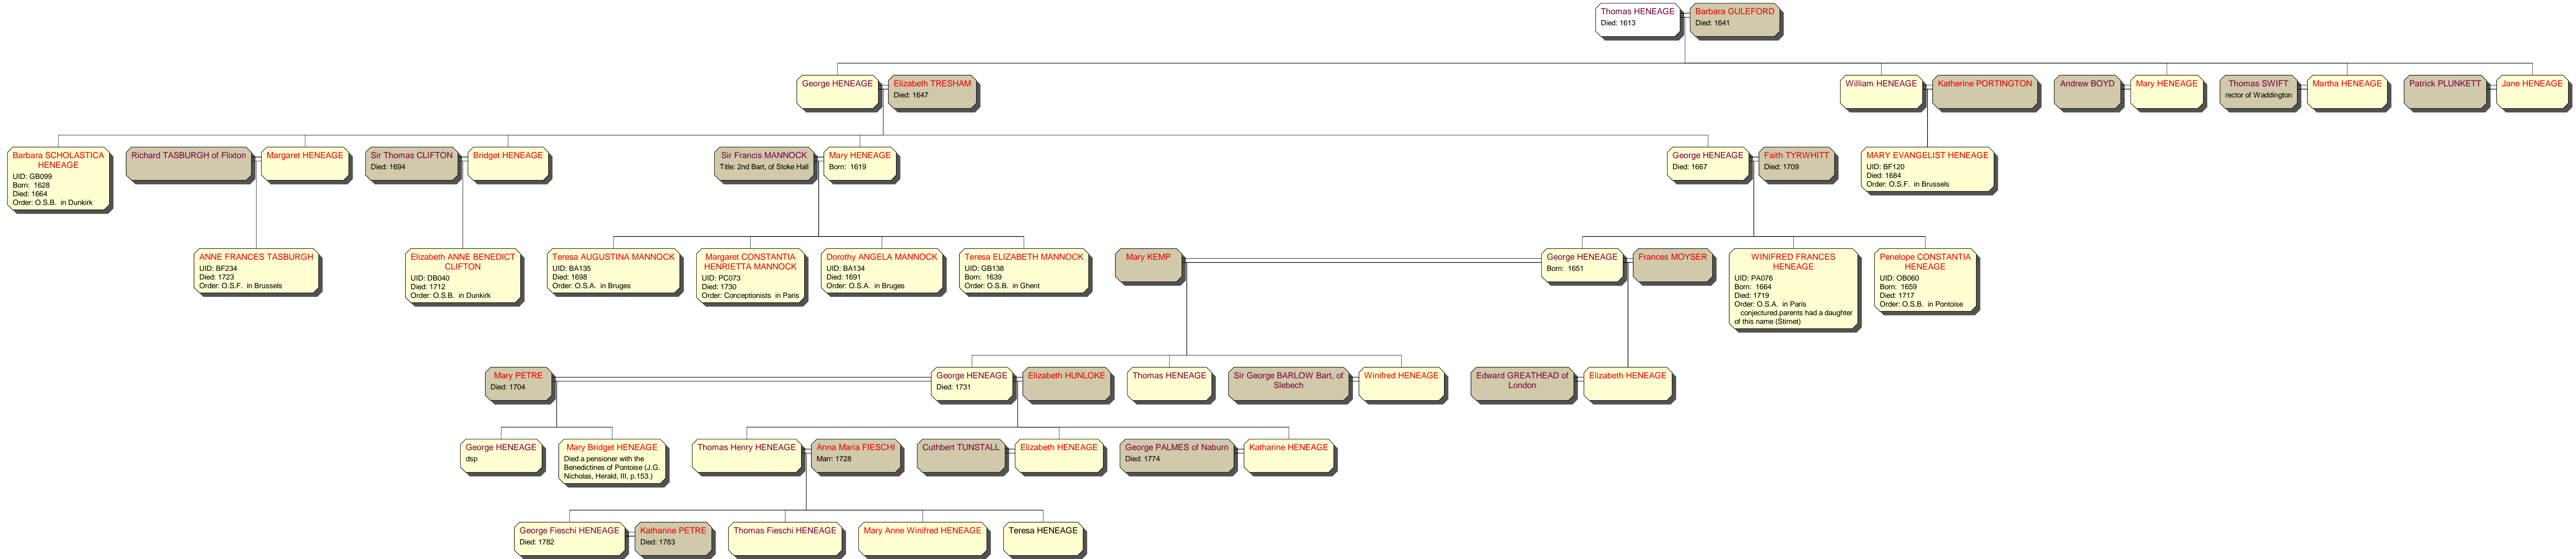 Thomas HENEAGE
Died: 1613
Barbara GULEFORD
Died: 1641
George HENEAGE
Elizabeth TRESHAM
Died: 1647
William HENEAGE
Katherine PORTINGTON
Andrew BOYD
Mary HENEAGE
Thomas SWIFT
rector of Waddington
Martha HENEAGE
Patrick PLUNKETT
Jane HENEAGE
Barbara SCHOLASTICA
HENEAGE
UID: GB099
Born: 1628
Died: 1664
Order: O.S.B. in Dunkirk
Richard TASBURGH of Flixton
Margaret HENEAGE
Sir Thomas CLIFTON
Died: 1694
Bridget HENEAGE
Sir Francis MANNOCK
Title: 2nd Bart, of Stoke Hall
Mary HENEAGE
Born: 1619
George HENEAGE
Died: 1667
Faith TYRWHITT
Died: 1709
MARY EVANGELIST HENEAGE
UID: BF120
Died: 1684
Order: O.S.F. in Brussels
ANNE FRANCES TASBURGH
UID: BF234
Died: 1723
Order: O.S.F. in Brussels
Elizabeth ANNE BENEDICT
CLIFTON
UID: DB040
Died: 1712
Order: O.S.B. in Dunkirk
Teresa AUGUSTINA MANNOCK
UID: BA135
Died: 1698
Order: O.S.A. in Bruges
Margaret CONSTANTIA
HENRIETTA MANNOCK
UID: PC073
Died: 1730
Order: Conceptionists in Paris
Dorothy ANGELA MANNOCK
UID: BA134
Died: 1691
Order: O.S.A. in Bruges
Teresa ELIZABETH MANNOCK
UID: GB138
Born: 1639
Order: O.S.B. in Ghent
Mary KEMP
George HENEAGE
Born: 1651
Frances MOYSER
WINIFRED FRANCES
HENEAGE
UID: PA076
Born: 1664
Died: 1719
Order: O.S.A. in Paris
conjectured.parents had a daughter
of this name (Stirnet)
Penelope CONSTANTIA
HENEAGE
UID: OB060
Born: 1659
Died: 1717
Order: O.S.B. in Pontoise
Mary PETRE
Died: 1704
George HENEAGE
Died: 1731
Elizabeth HUNLOKE
Thomas HENEAGE
Sir George BARLOW Bart, of
Slebech
Winifred HENEAGE
Edward GREATHEAD of
London
Elizabeth HENEAGE
George HENEAGE
dsp
Mary Bridget HENEAGE
Died a pensioner with the
Benedictines of Pontoise (J.G.
Nicholas, Herald, III, p.153.)
Thomas Henry HENEAGE
Anna Maria FIESCHI
Marr: 1728
Cuthbert TUNSTALL
Elizabeth HENEAGE
George PALMES of Naburn
Died: 1774
Katharine HENEAGE
George Fieschi HENEAGE
Died: 1782
Katharine PETRE
Died: 1783
Thomas Fieschi HENEAGE
Mary Anne Winifred HENEAGE
Teresa HENEAGE